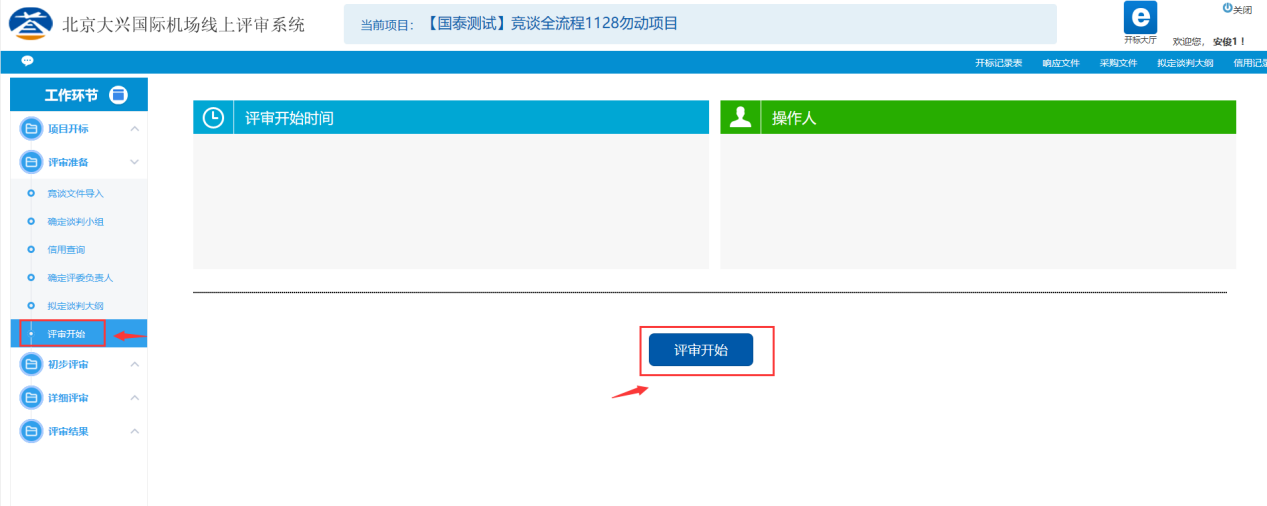 北京大兴国际机场线上评审系统
当前项目：【国泰测试】竞谈全流程1128勿动项目
开标大厅
关闭
欢迎您，安俊1！
开标记录表 响应文件 采购文件 拟定谈判大纲 信用记录
工作环节
项目开标
评审准备
竞谈文件导入
确定谈判小组
信用查询
确定评委负责人
拟定谈判大纲
评审开始
初步评审
详细评审
评审结果
评审开始时间
操作人
评审开始